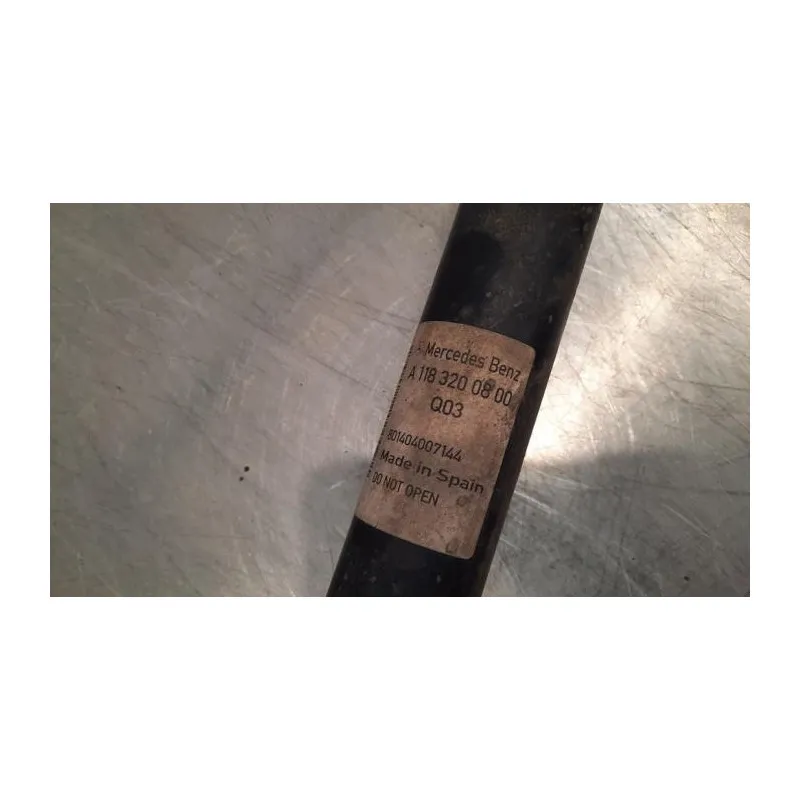 Mercedes Benz
A 118 320 08 00
Q03
801404007144
Made in Spain
DO NOT OPEN